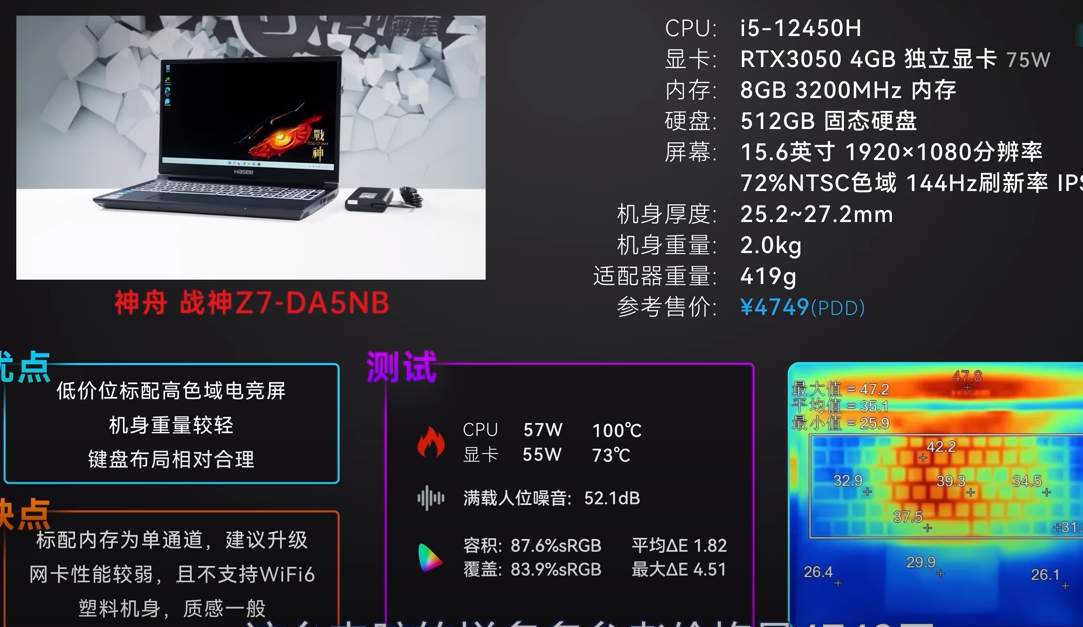 CPU: i5-12450H
显卡: RTX3050 4GB 独立显卡 75W
内存: 8GB 3200MHz 内存
硬盘: 512GB 固态硬盘
屏幕: 15.6英寸 1920×1080分辨率
72%NTSC色域 144Hz刷新率 IPS
机身厚度: 25.2~27.2mm
机身重量: 2.0kg
适配器重量: 419g
参考售价: ¥4749(PDD)
戰神
HASEE
神舟 战神Z7-DA5NB
优点
低价位标配高色域电竞屏
机身重量较轻
键盘布局相对合理
缺点
标配内存为单通道，建议升级
网卡性能较弱，且不支持WiFi6
塑料机身，质感一般
测试
CPU 57W 100℃
显卡 55W 73℃
满载人位噪音: 52.1dB
容积: 87.6%sRGB 平均ΔE 1.82
覆盖: 83.9%sRGB 最大ΔE 4.51
47.8
最大值 = 47.2
平均值 = 35.1
最小值 = 25.9
42.2
32.9 39.3 34.5
37.5 31.
29.9
26.4 26.1